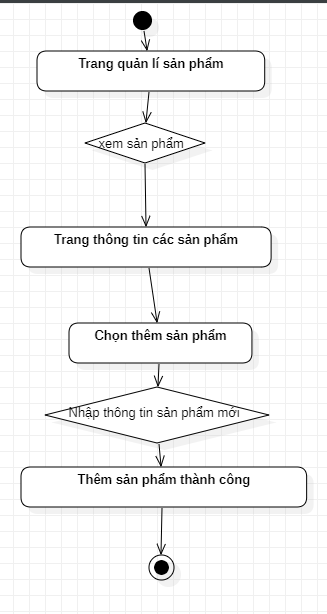 Trang quản lí sản phẩm
xem sản phẩm
Trang thông tin các sản phẩm
Chọn thêm sản phẩm
Nhập thông tin sản phẩm mới
Thêm sản phẩm thành công